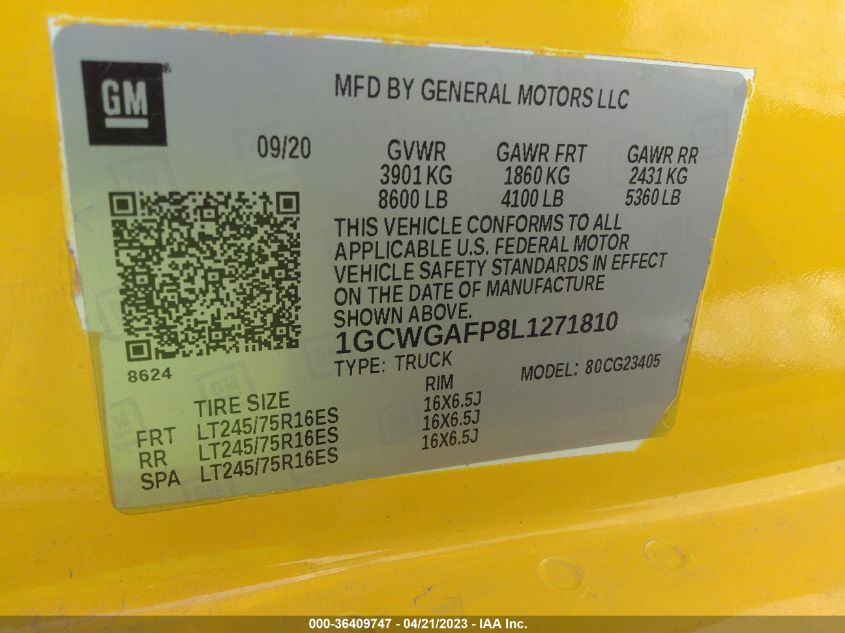 GM
MFD BY GENERAL MOTORS LLC
09/20 GVWR GAWR FRT GAWR RR
3901 KG 1860 KG 2431 KG
8600 LB 4100 LB 5360 LB
THIS VEHICLE CONFORMS TO ALL
APPLICABLE U.S. FEDERAL MOTOR
VEHICLE SAFETY STANDARDS IN EFFECT
ON THE DATE OF MANUFACTURE
SHOWN ABOVE.
1GCWGAFP8L1271810
8624 TYPE: TRUCK MODEL: 80CG23405
TIRE SIZE RIM
FRT LT245/75R16ES 16X6.5J
RR LT245/75R16ES 16X6.5J
SPA LT245/75R16ES 16X6.5J
000-36409747 - 04/21/2023 - IAA Inc.